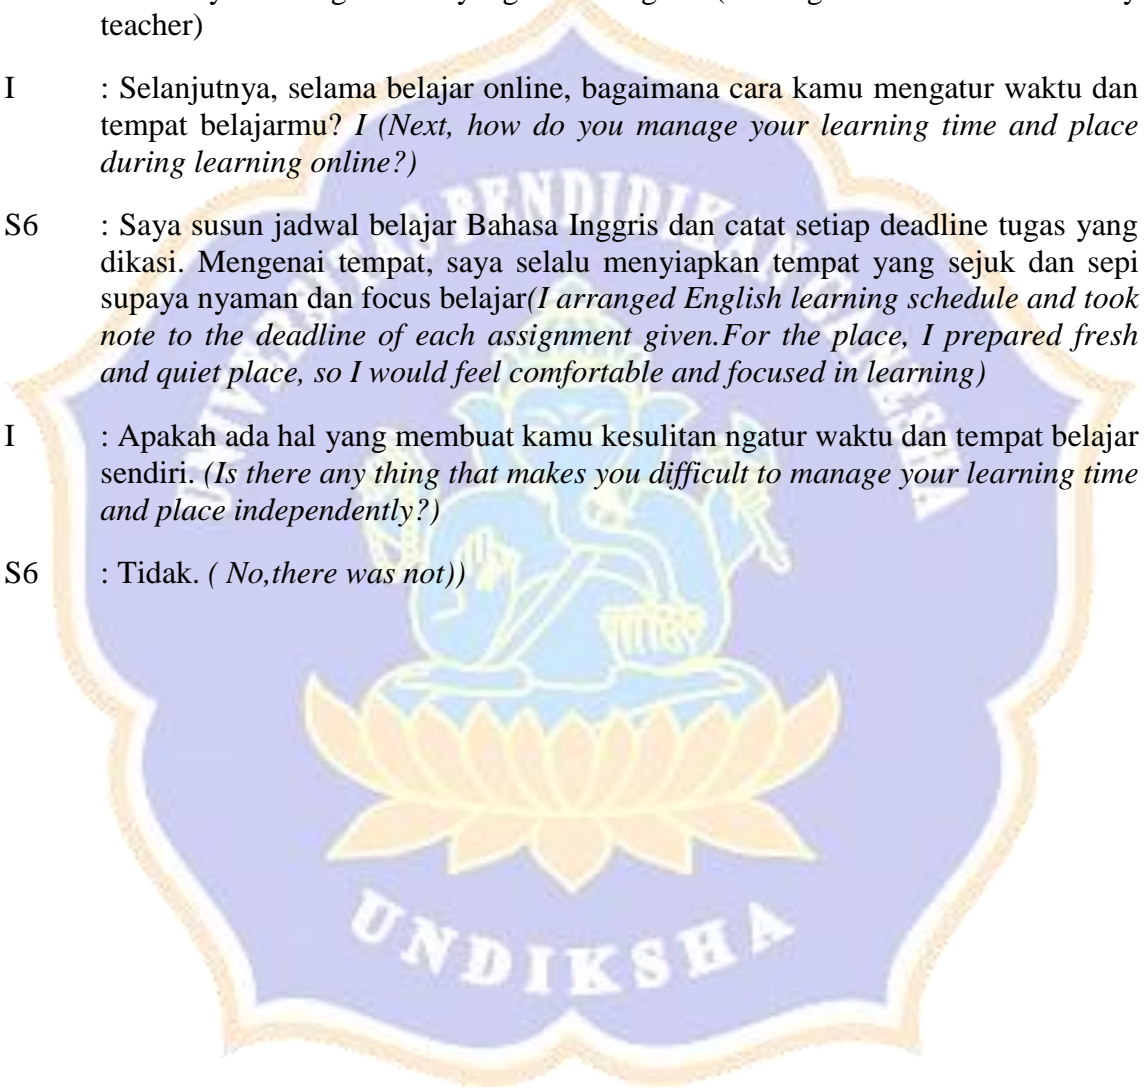 teacher)
I : Selanjutnya, selama belajar online, bagaimana cara kamu mengatur waktu dan
tempat belajarmu? I (Next, how do you manage your learning time and place
during learning online?)
S6 : Saya susun jadwal belajar Bahasa Inggris dan catat setiap deadline tugas yang
dikasi. Mengenai tempat, saya selalu menyiapkan tempat yang sejuk dan sepi
supaya nyaman dan focus belajar(I arranged English learning schedule and took
note to the deadline of each assignment given.For the place, I prepared fresh
and quiet place, so I would feel comfortable and focused in learning)
I : Apakah ada hal yang membuat kamu kesulitan ngatur waktu dan tempat belajar
sendiri. (Is there any thing that makes you difficult to manage your learning time
and place independently?)
S6 : Tidak. ( No,there was not))
UNIVERSITAS PENDIDIKAN GANESHA
UNDIKSHA